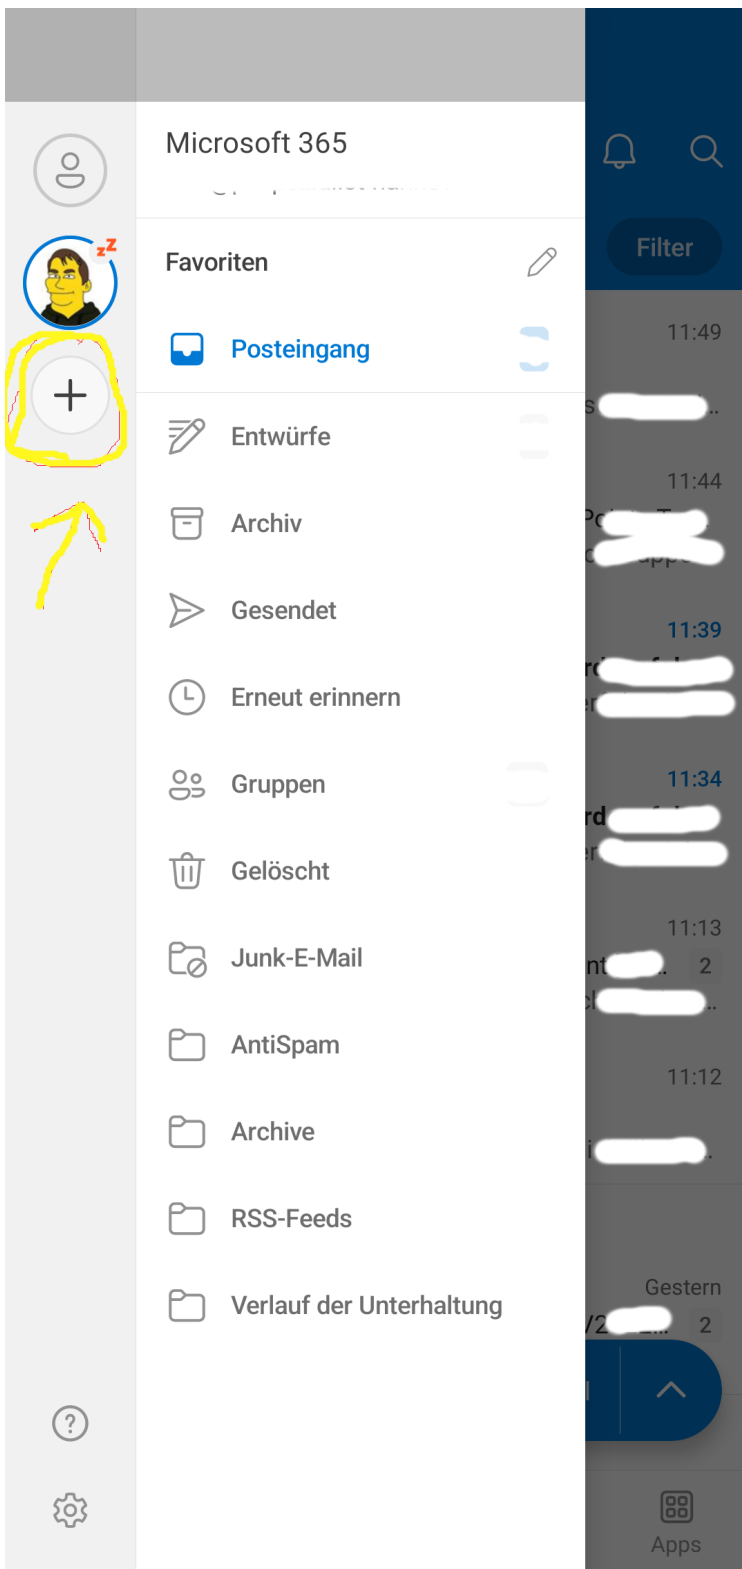 Microsoft 365
Favoriten
Filter
zZ
Posteingang
11:49
Entwürfe
11:44
Archiv
Gesendet
11:39
Erneut erinnern
Gruppen
11:34
Gelöscht
11:13
Junk-E-Mail
2
AntiSpam
11:12
Archive
RSS-Feeds
Gestern
Verlauf der Unterhaltung
2
?
Apps